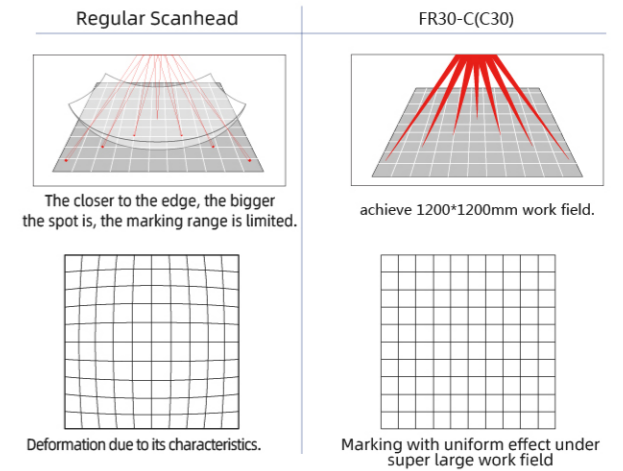 Regular Scanhead
FR30-C(C30)
The closer to the edge, the bigger
the spot is, the marking range is limited.
achieve 1200*1200mm work field.
Deformation due to its characteristics.
Marking with uniform effect under
super large work field